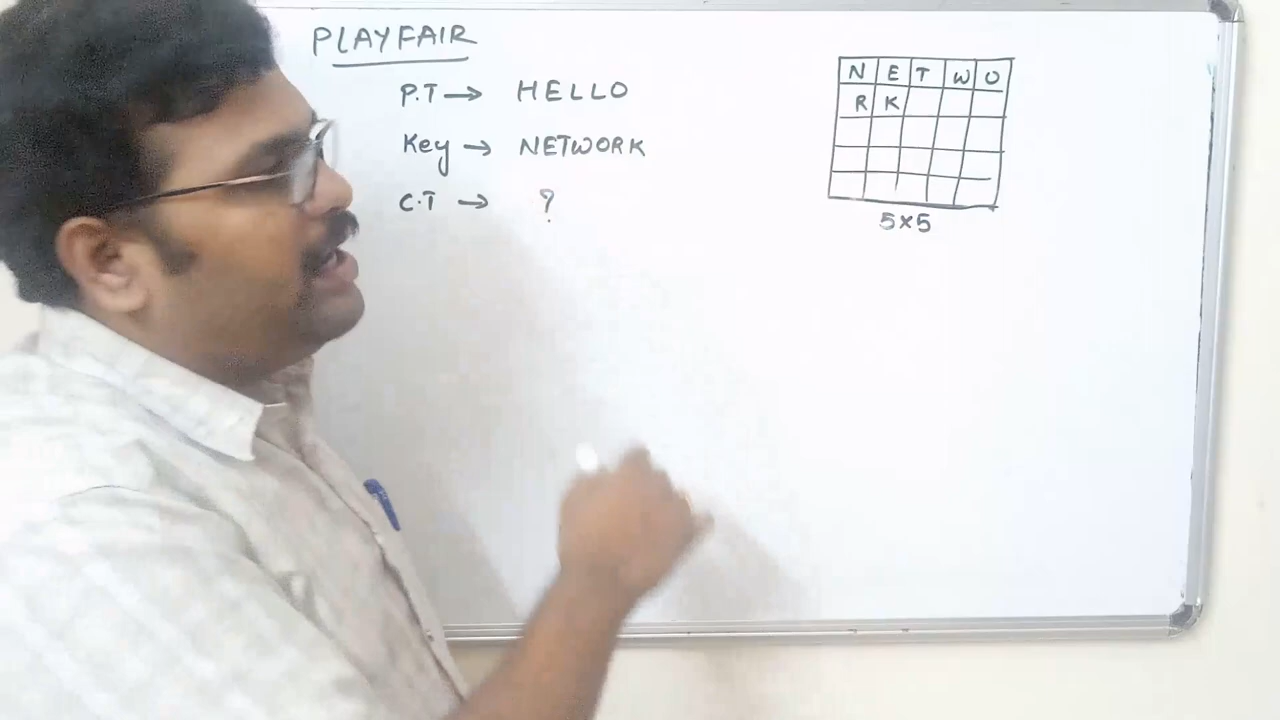 PLAYFAIR
P.T → HELLO
Key → NETWORK
C.T → ?
N E T W O
R K
5×5